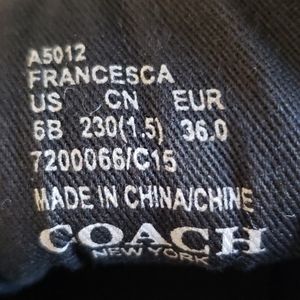 A5012
FRANCESCA
US CN EUR
6B 230(1.5) 36.0
7200066/C15
MADE IN CHINA/CHINE
COACH
NEW YORK